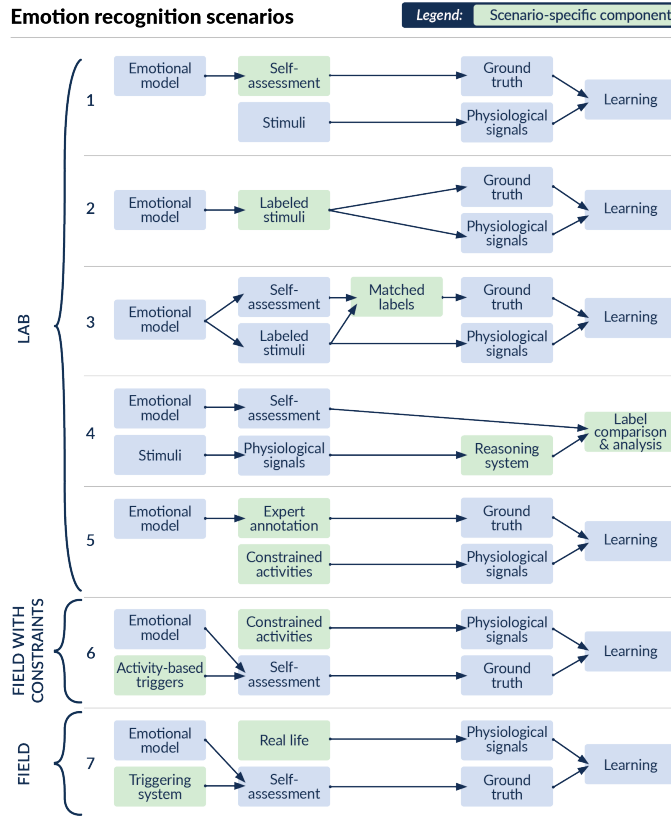 Emotion recognition scenarios
Legend: Scenario-specific component
LAB
1
Emotional
model
Self-
assessment
Stimuli
Ground
truth
Physiological
signals
Learning
2
Emotional
model
Labeled
stimuli
Ground
truth
Physiological
signals
Learning
3
Emotional
model
Self-
assessment
Labeled
stimuli
Matched
labels
Ground
truth
Physiological
signals
Learning
4
Emotional
model
Self-
assessment
Stimuli
Physiological
signals
Reasoning
system
Label
comparison
& analysis
5
Emotional
model
Expert
annotation
Constrained
activities
Ground
truth
Physiological
signals
Learning
FIELD WITH
CONSTRAINTS
6
Emotional
model
Activity-based
triggers
Constrained
activities
Self-
assessment
Physiological
signals
Ground
truth
Learning
FIELD
7
Emotional
model
Triggering
system
Real life
Self-
assessment
Physiological
signals
Ground
truth
Learning